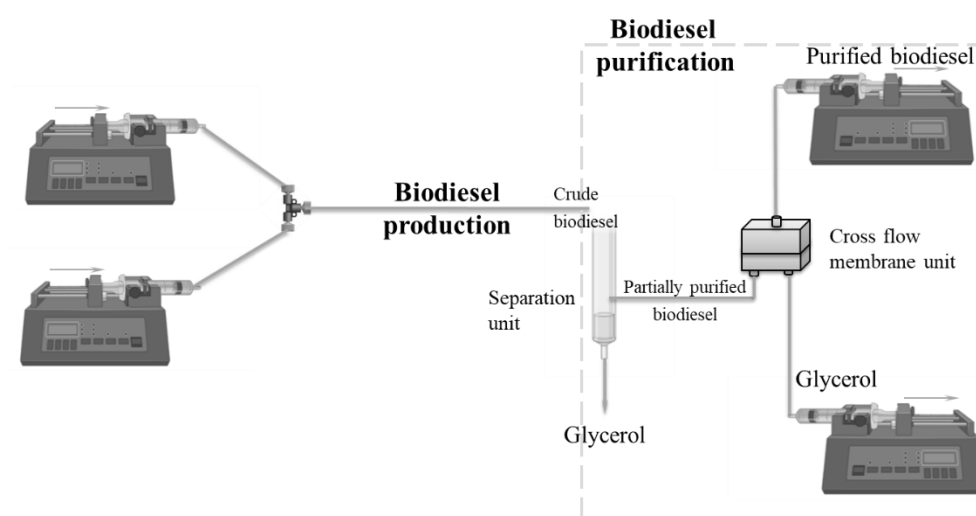 Biodiesel
purification
Purified biodiesel
Biodiesel
production
Crude
biodiesel
Cross flow
membrane unit
Separation
unit
Partially purified
biodiesel
Glycerol
Glycerol